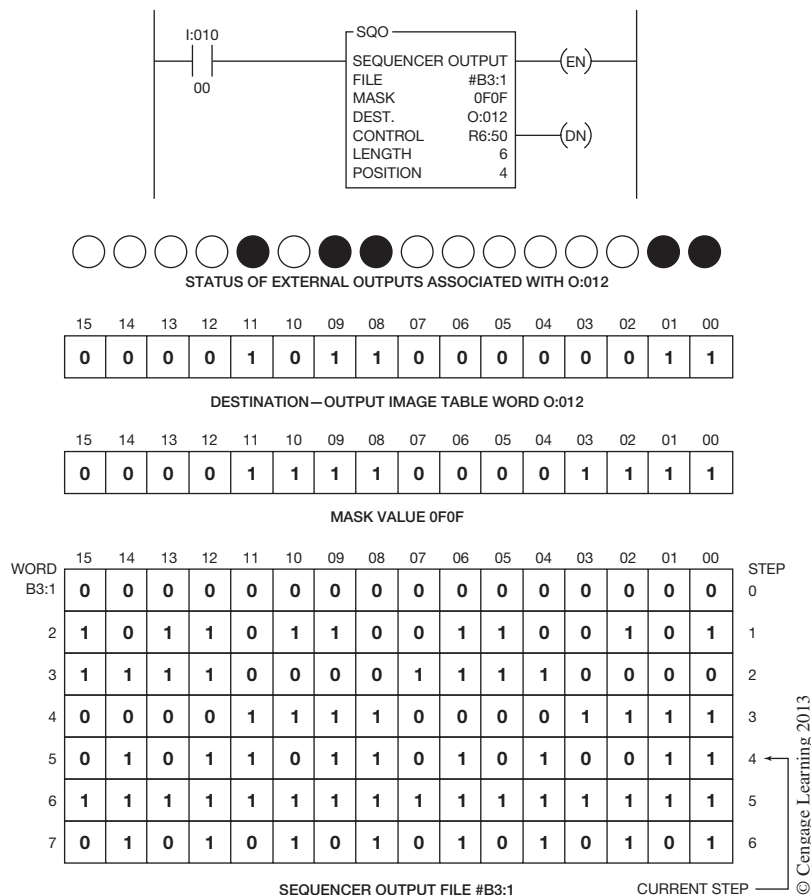 I:010
00
SQO
SEQUENCER OUTPUT
FILE #B3:1
MASK 0F0F
DEST. O:012
CONTROL R6:50
LENGTH 6
POSITION 4
(EN)
(DN)
STATUS OF EXTERNAL OUTPUTS ASSOCIATED WITH O:012
15 14 13 12 11 10 09 08 07 06 05 04 03 02 01 00
0 0 0 0 1 0 1 1 0 0 0 0 0 0 1 1
DESTINATION—OUTPUT IMAGE TABLE WORD O:012
15 14 13 12 11 10 09 08 07 06 05 04 03 02 01 00
0 0 0 0 1 1 1 1 0 0 0 0 1 1 1 1
MASK VALUE 0F0F
WORD 15 14 13 12 11 10 09 08 07 06 05 04 03 02 01 00 STEP
B3:1 0 0 0 0 0 0 0 0 0 0 0 0 0 0 0 0 0
2 1 0 1 1 0 1 1 0 0 1 1 0 0 1 0 1 1
3 1 1 1 1 0 0 0 0 1 1 1 1 0 0 0 0 2
4 0 0 0 0 1 1 1 1 0 0 0 0 1 1 1 1 3
5 0 1 0 1 1 0 1 1 0 1 0 1 0 0 1 1 4
6 1 1 1 1 1 1 1 1 1 1 1 1 1 1 1 1 5
7 0 1 0 1 0 1 0 1 0 1 0 1 0 1 0 1 6
SEQUENCER OUTPUT FILE #B3:1
CURRENT STEP
© Cengage Learning 2013